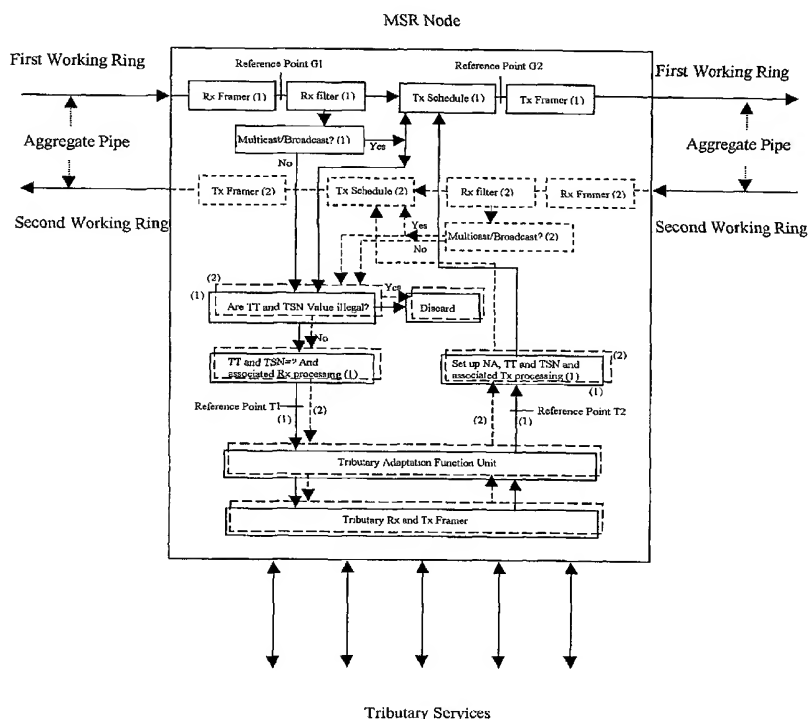 MSR Node
First Working Ring
Reference Point G1
Reference Point G2
First Working Ring
Rx Framer (1)
Rx filter (1)
Tx Schedule (1)
Tx Framer (1)
Aggregate Pipe
Multicast/Broadcast? (1)
Yes
Aggregate Pipe
No
Tx Framer (2)
Tx Schedule (2)
Rx filter (2)
Rx Framer (2)
Second Working Ring
Yes
Multicast/Broadcast? (2)
Second Working Ring
No
(2)
(1)
Are TT and TSN Value illegal?
Yes
Discard
No
TT and TSN=? And
associated Rx processing (1)
Set up NA, TT and TSN and
associated Tx processing (1)
(2)
(1)
Reference Point T1
(1)
(2)
(2)
(1)
Reference Point T2
Tributary Adaptation Function Unit
Tributary Rx and Tx Framer
Tributary Services